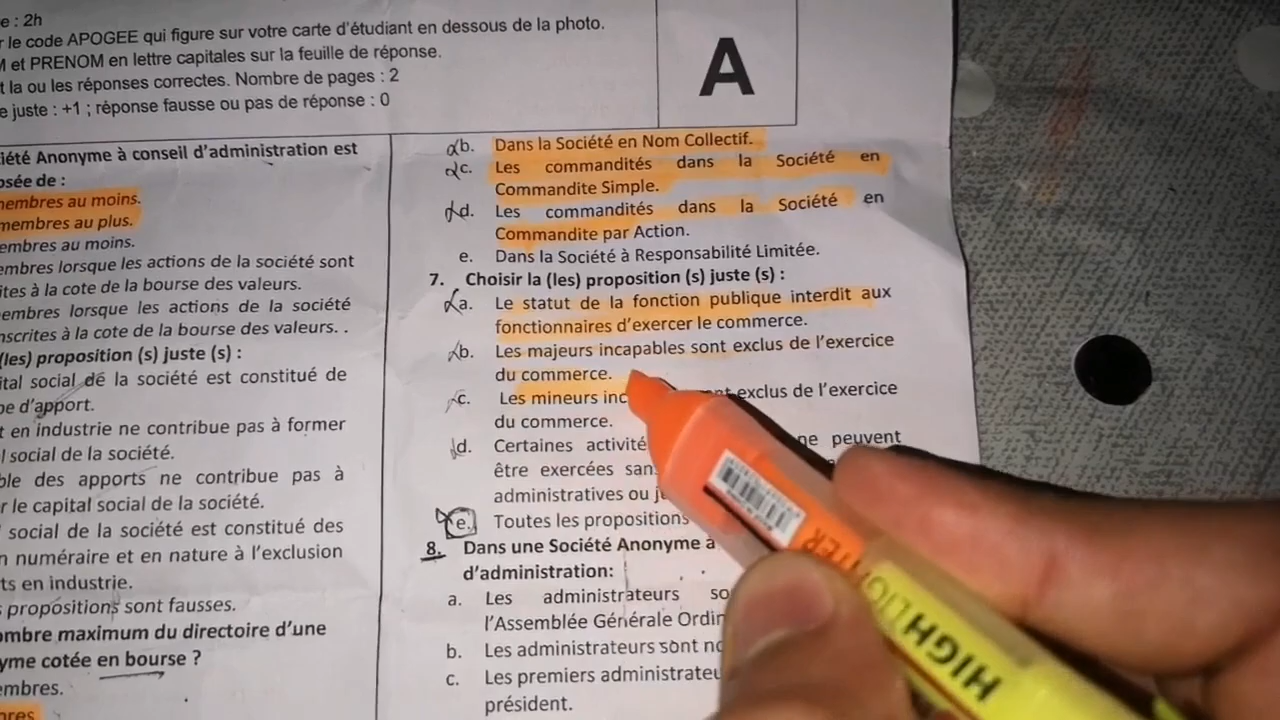 e : 2h
r le code APOGEE qui figure sur votre carte d'étudiant en dessous de la photo.
M et PRENOM en lettre capitales sur la feuille de réponse.
t la ou les réponses correctes. Nombre de pages : 2
e juste : +1 ; réponse fausse ou pas de réponse : 0
A
iété Anonyme à conseil d'administration est
osée de :
membres au moins.
membres au plus.
embres au moins.
embres lorsque les actions de la société sont
ites à la cote de la bourse des valeurs.
embres lorsque les actions de la société
nscrites à la cote de la bourse des valeurs. .
(les) proposition (s) juste (s) :
ital social de la société est constitué de
pe d'apport.
t en industrie ne contribue pas à former
l social de la société.
ble des apports ne contribue pas à
r le capital social de la société.
social de la société est constitué des
n numéraire et en nature à l'exclusion
ts en industrie.
s propositions sont fausses.
ombre maximum du directoire d'une
yme cotée en bourse ?
embres.
bres
b. Dans la Société en Nom Collectif.
c. Les commandités dans la Société en
Commandite Simple.
d. Les commandités dans la Société en
Commandite par Action.
e. Dans la Société à Responsabilité Limitée.
7. Choisir la (les) proposition (s) juste (s) :
a. Le statut de la fonction publique interdit aux
fonctionnaires d'exercer le commerce.
b. Les majeurs incapables sont exclus de l'exercice
du commerce.
c. Les mineurs inc nt exclus de l'exercice
du commerce.
d. Certaines activité ne peuvent
être exercées san
administratives ou j
e. Toutes les propositions
8. Dans une Société Anonyme à
d'administration:
a. Les administrateurs so
l'Assemblée Générale Ordin
b. Les administrateurs sont no
c. Les premiers administrateu
président.
HIGHLIGHTER